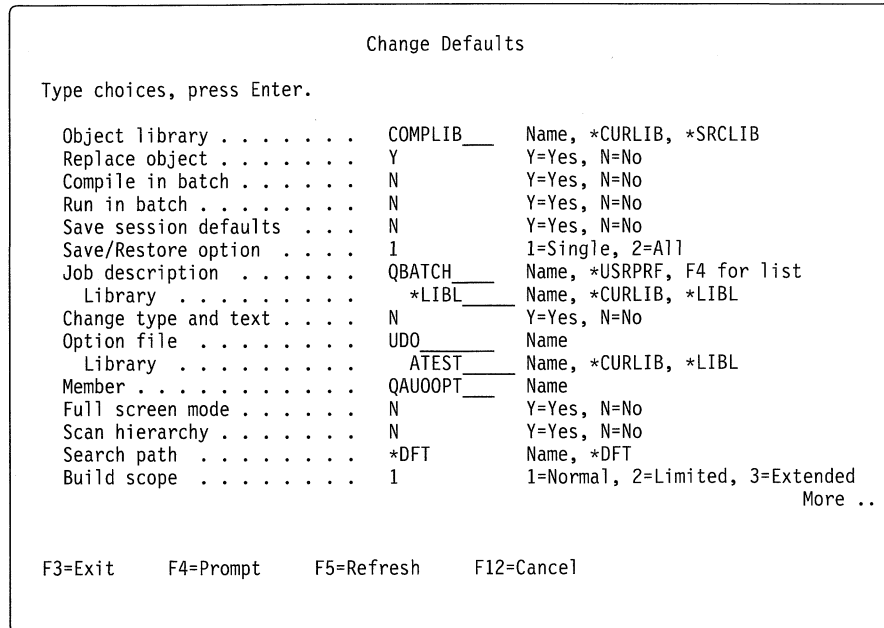 Change Defaults
Type choices, press Enter.
Object library . . . . . . . COMPLIB___ Name, *CURLIB, *SRCLIB
Replace object . . . . . . . Y Y=Yes, N=No
Compile in batch . . . . . . N Y=Yes, N=No
Run in batch . . . . . . . . N Y=Yes, N=No
Save session defaults . . . N Y=Yes, N=No
Save/Restore option . . . . 1 1=Single, 2=All
Job description . . . . . . QBATCH____ Name, *USRPRF, F4 for list
Library . . . . . . . . . *LIBL_____ Name, *CURLIB, *LIBL
Change type and text . . . . N Y=Yes, N=No
Option file . . . . . . . . UDO_______ Name
Library . . . . . . . . . ATEST_____ Name, *CURLIB, *LIBL
Member . . . . . . . . . . . QAUOOPT___ Name
Full screen mode . . . . . . N Y=Yes, N=No
Scan hierarchy . . . . . . . N Y=Yes, N=No
Search path . . . . . . . . *DFT Name, *DFT
Build scope . . . . . . . . 1 1=Normal, 2=Limited, 3=Extended
More ..
F3=Exit F4=Prompt F5=Refresh F12=Cancel